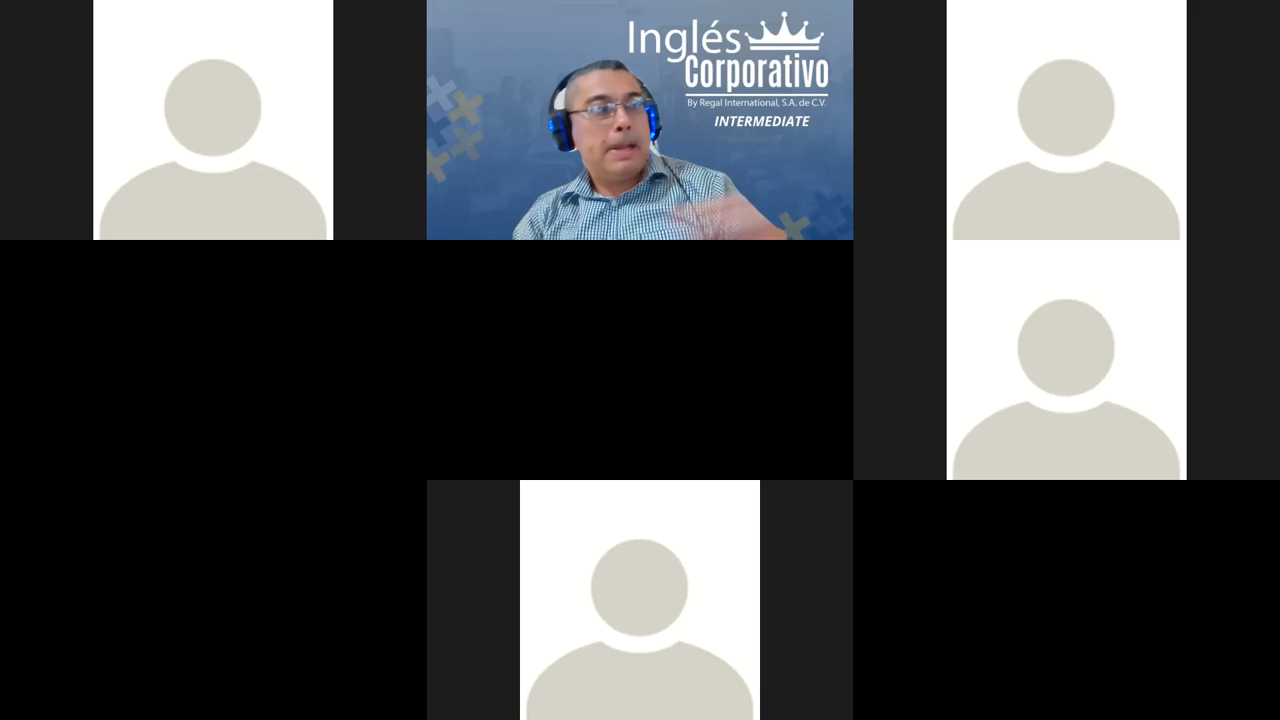 Inglés
Corporativo
By Regal International, S.A. de C.V.
INTERMEDIATE